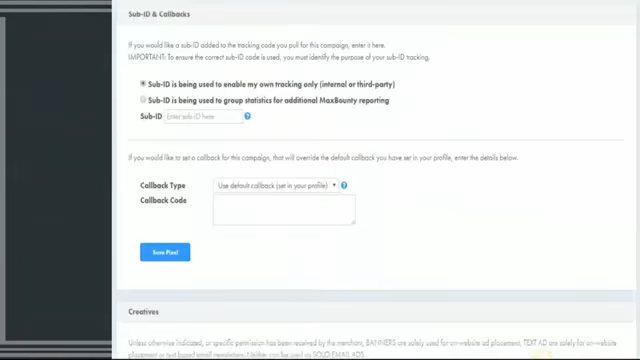 Sub-ID & Callbacks
If you would like a sub-ID added to the tracking code you pull for this campaign, enter it here.
IMPORTANT: To ensure the correct sub-ID code is used, you must identify the purpose of your sub-ID tracking.
Sub-ID is being used to enable my own tracking only (internal or third-party)
Sub-ID is being used to group statistics for additional MaxBounty reporting
Sub-ID Enter sub-ID here ?
If you would like to set a callback for this campaign, that will override the default callback you have set in your profile, enter the details below.
Callback Type Use default callback (set in your profile) ?
Callback Code
Save Pixel
Creatives
Unless otherwise indicated, or specific permission has been received by the merchant, BANNERS are solely used for on-website ad placement, TEXT AD are solely for on-website
placement or text based email newsletters. Neither can be used as SOLO EMAIL ADS.